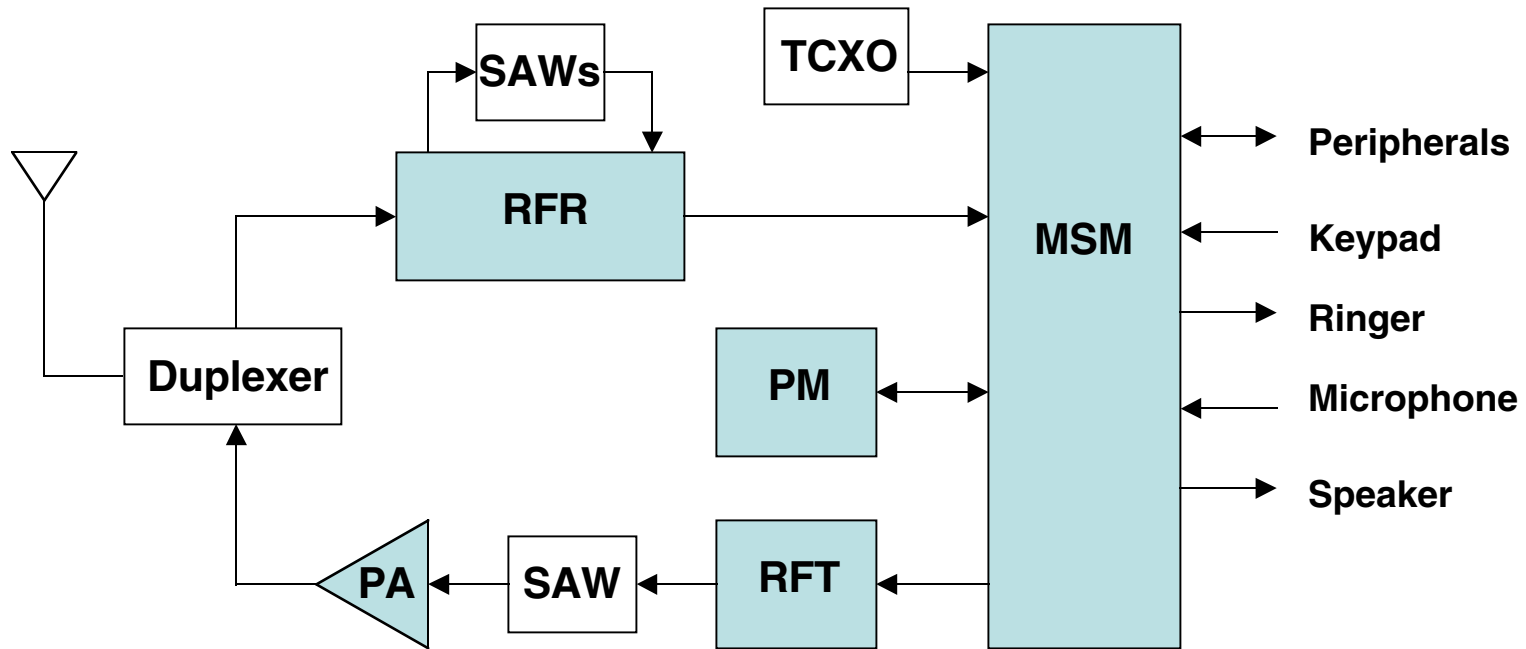 SAWs
TCXO
Peripherals
RFR
MSM
Keypad
Ringer
Duplexer
PM
Microphone
Speaker
PA
SAW
RFT